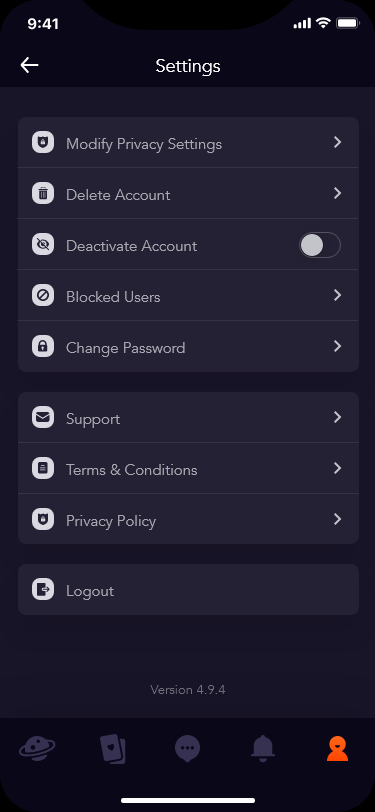 9:41
Settings
Modify Privacy Settings
Delete Account
Deactivate Account
Blocked Users
Change Password
Support
Terms & Conditions
Privacy Policy
Logout
Version 4.9.4